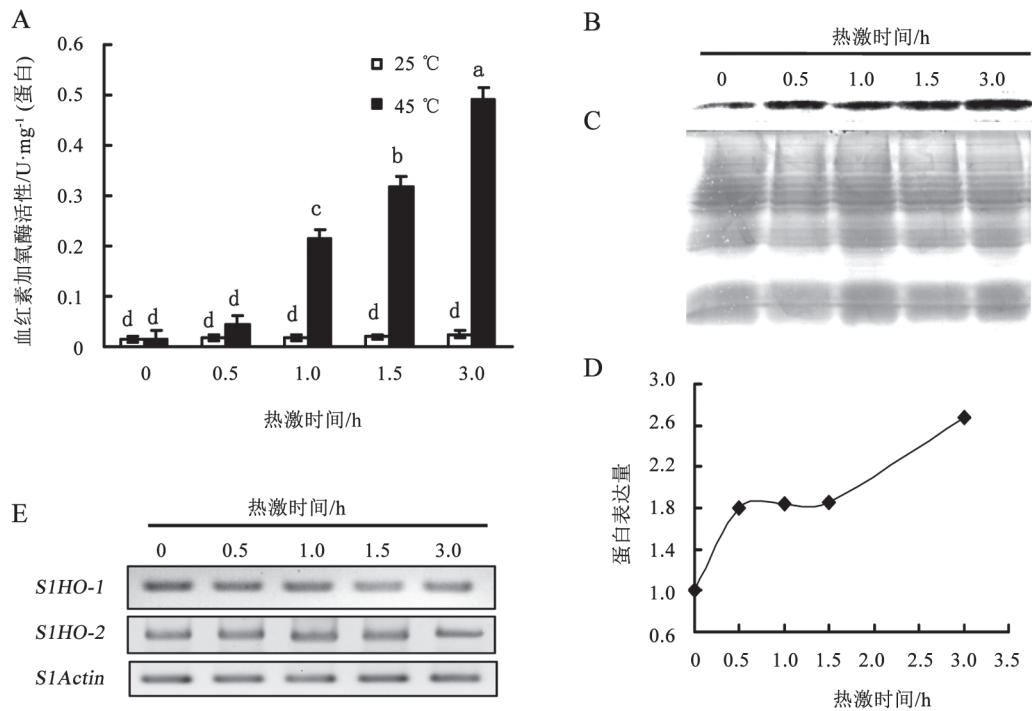 A
血红素加氧酶活性/U·mg⁻¹ (蛋白)
0.6
0.5
0.4
0.3
0.2
0.1
0
25 ℃
45 ℃
d d d d d c d b d a
0 0.5 1.0 1.5 3.0
热激时间/h
B
热激时间/h
0 0.5 1.0 1.5 3.0
C
D
蛋白表达量
3.0
2.6
2.2
1.8
1.4
1.0
0.6
0 0.5 1.0 1.5 2.0 2.5 3.0 3.5
热激时间/h
E
热激时间/h
0 0.5 1.0 1.5 3.0
S1HO-1
S1HO-2
S1Actin